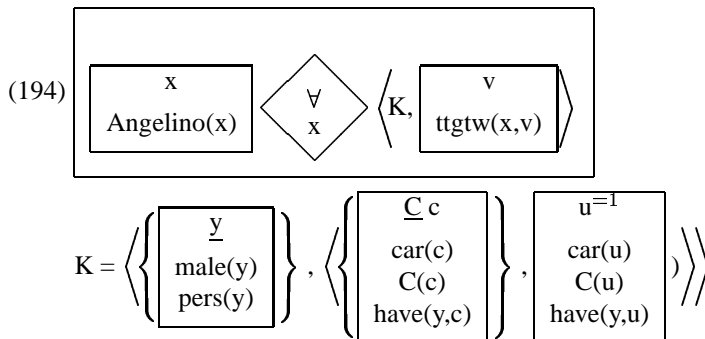 (194)
x
Angelino(x)
∀
x
⟨K,
v
ttgtw(x,v)
⟩
K = ⟨{
y
male(y)
pers(y)
} , ⟨{
C c
car(c)
C(c)
have(y,c)
} ,
u=1
car(u)
C(u)
have(y,u)
)⟩⟩